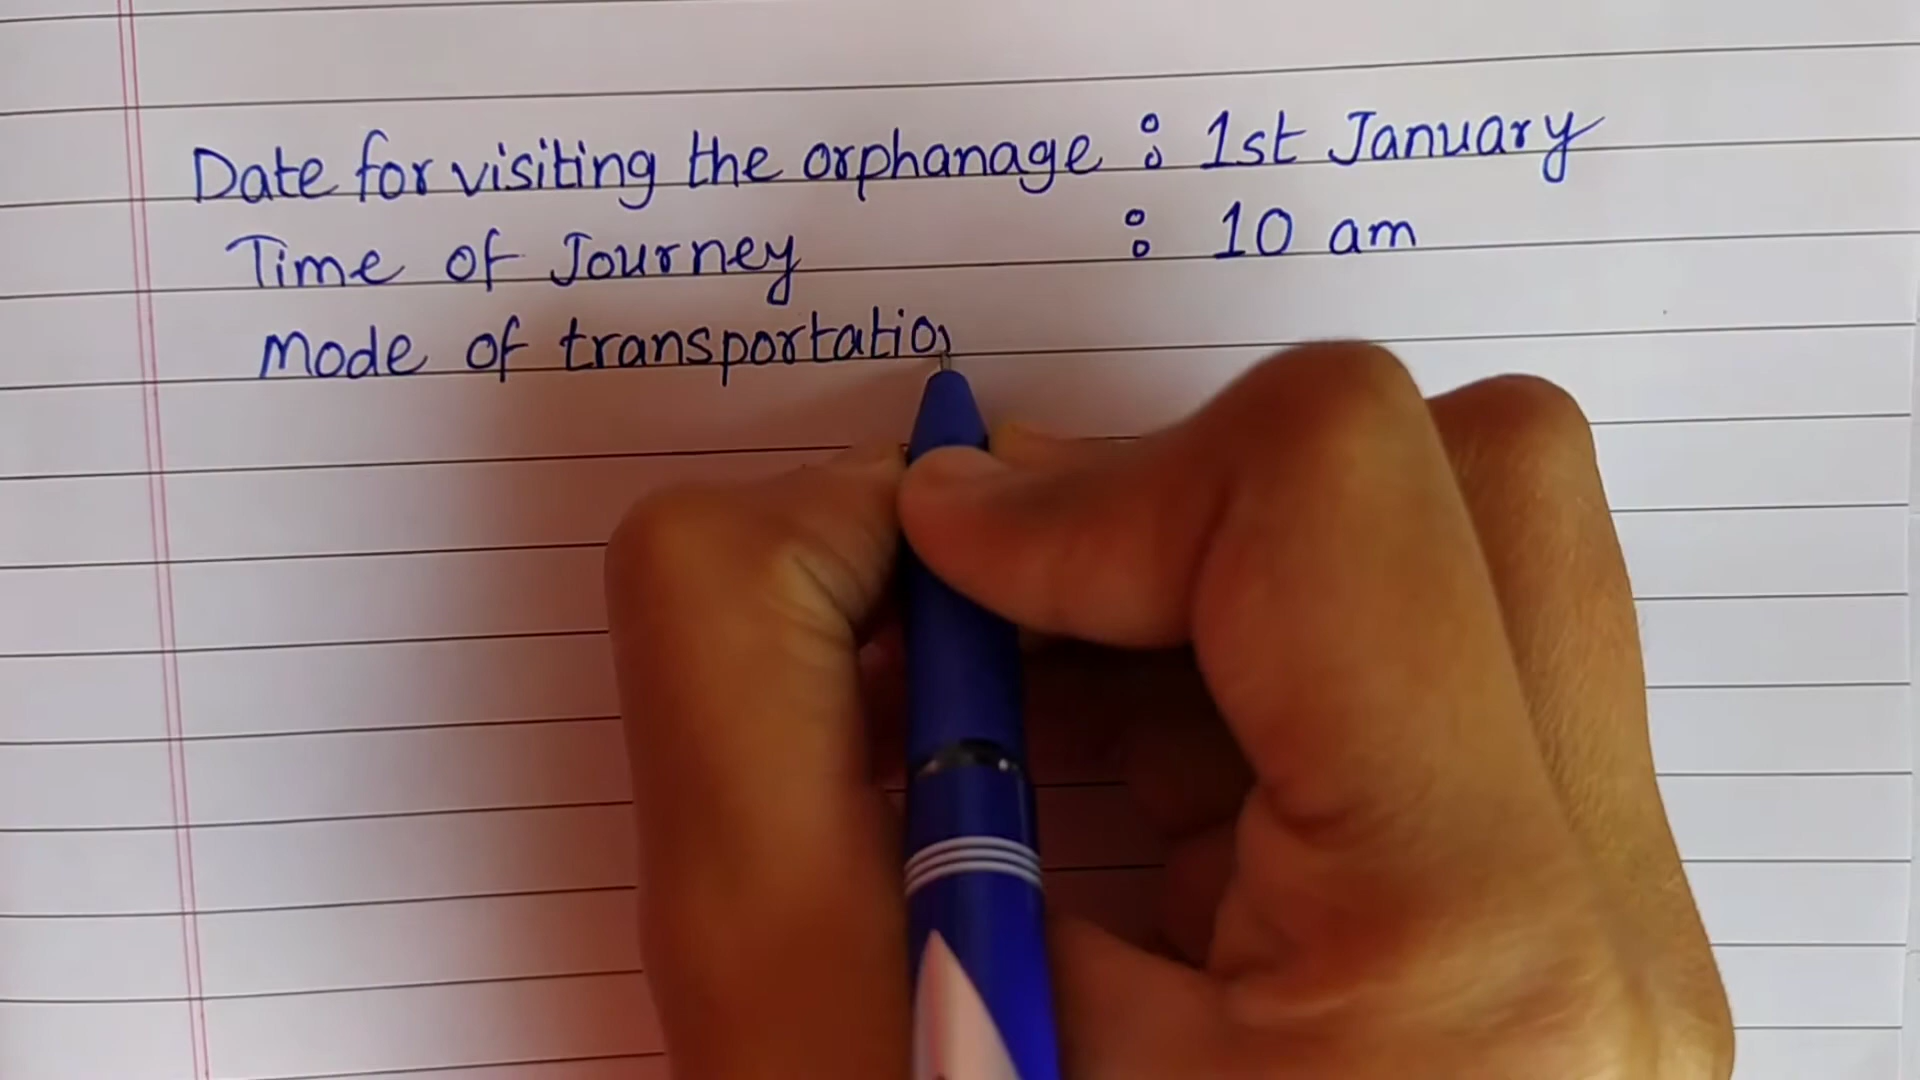 Date for visiting the orphanage : 1st January
Time of Journey : 10 am
Mode of transportatio